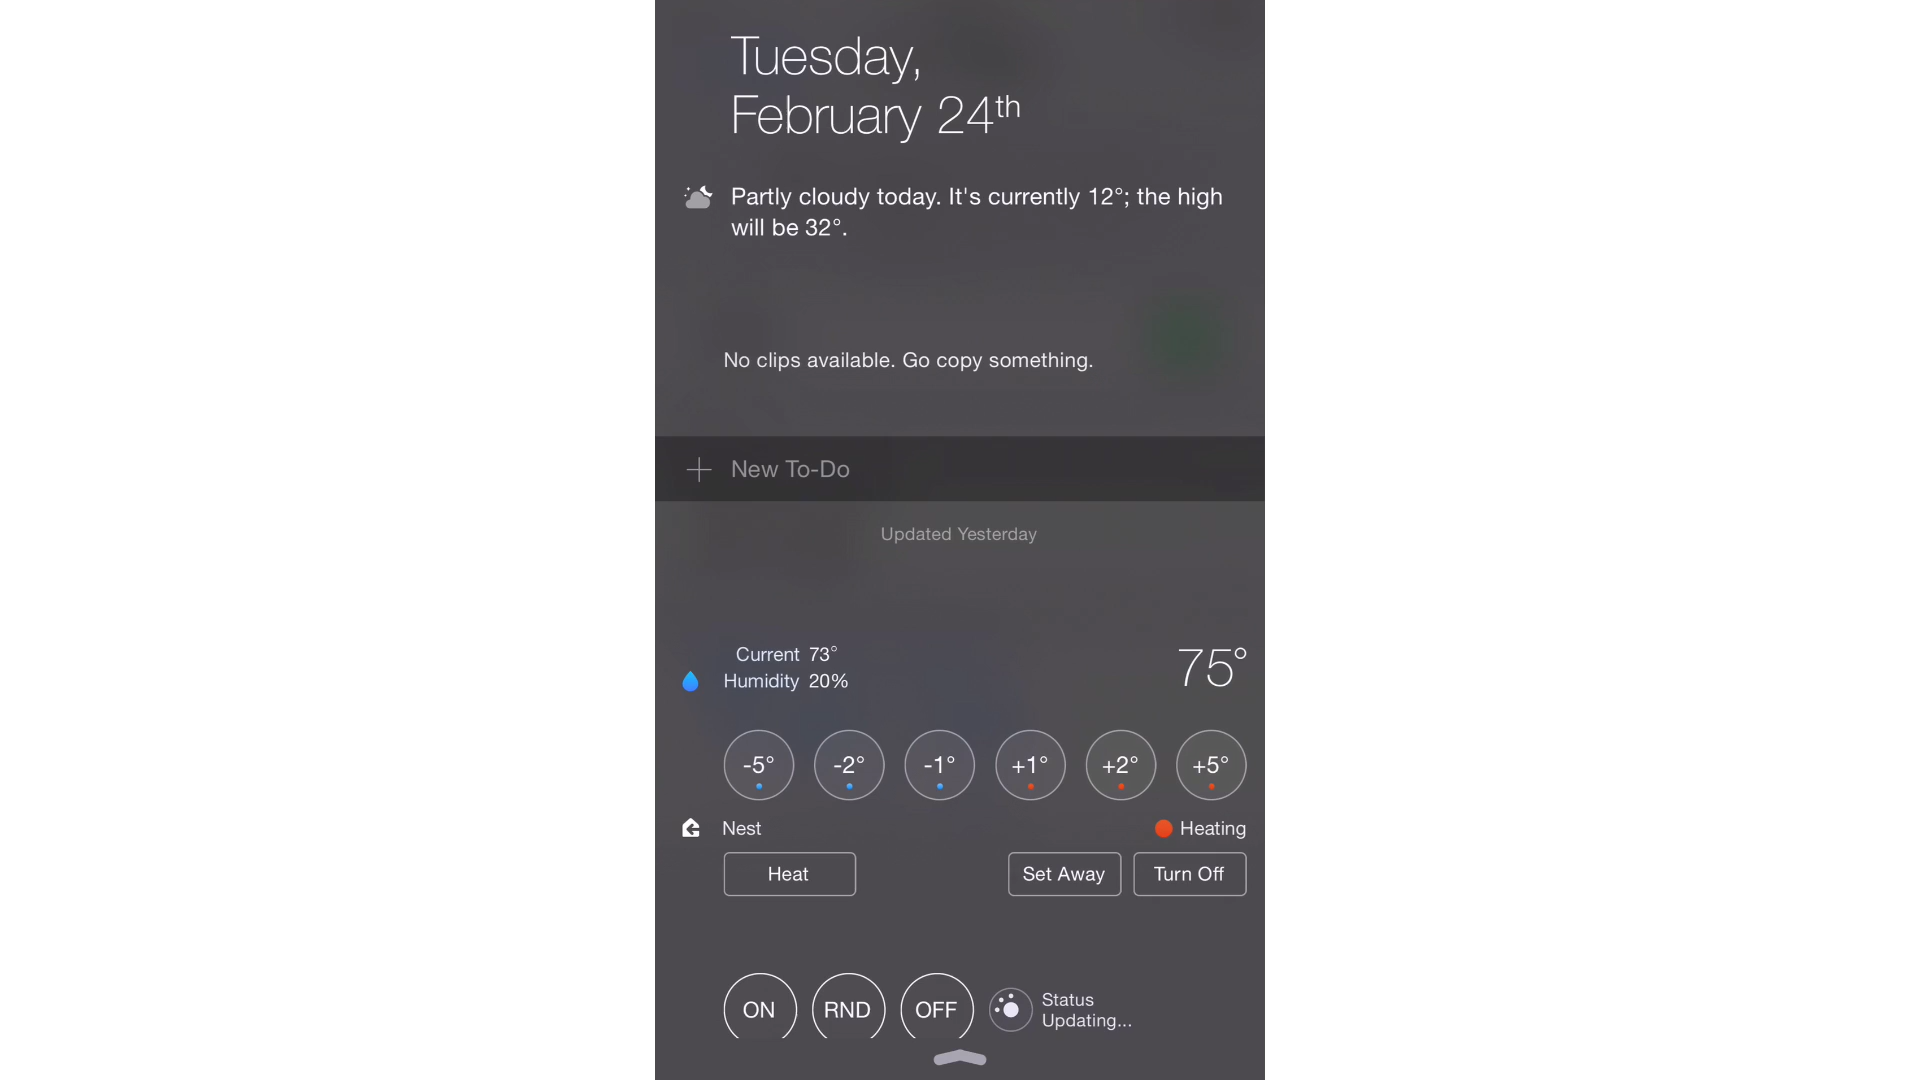 Tuesday,
February 24th
Partly cloudy today. It's currently 12°; the high
will be 32°.
No clips available. Go copy something.
New To-Do
Updated Yesterday
Current 73°
Humidity 20%
75°
-5° -2° -1° +1° +2° +5°
Nest
Heating
Heat
Set Away
Turn Off
ON RND OFF
Status
Updating...